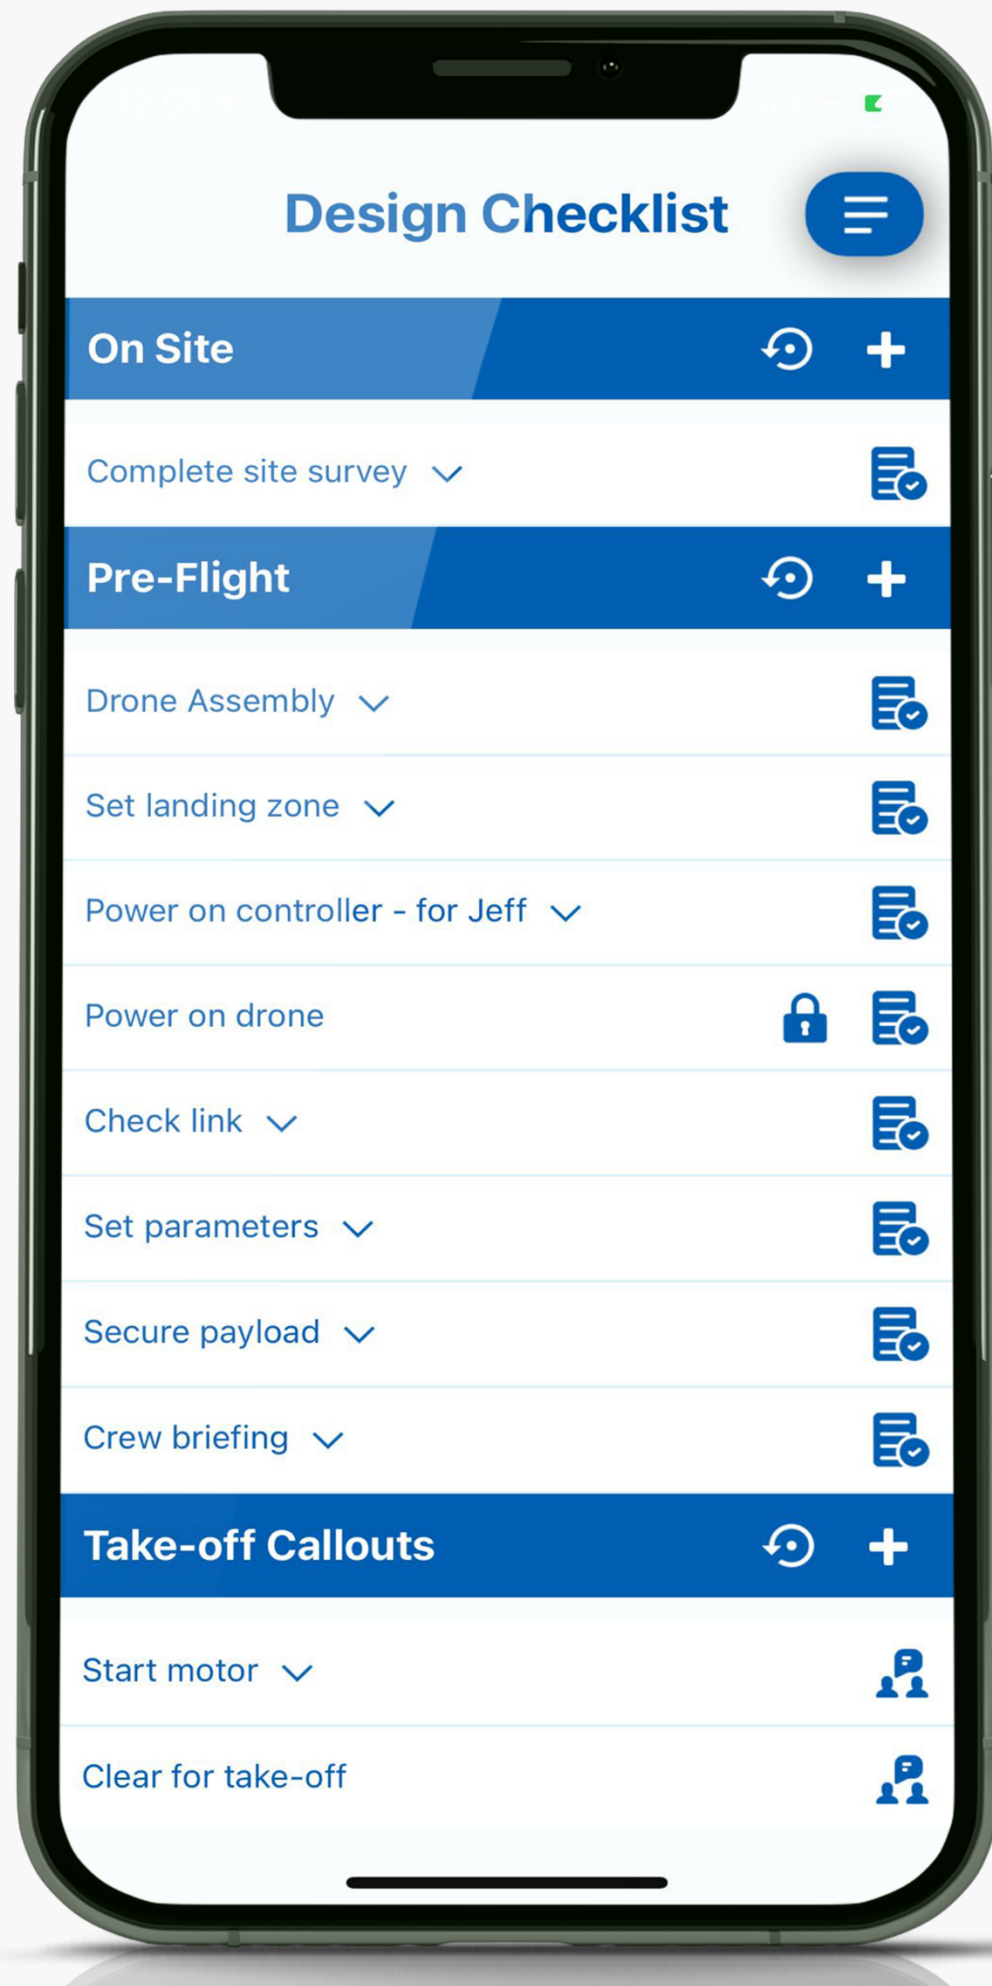 Design Checklist
On Site
Complete site survey
Pre-Flight
Drone Assembly
Set landing zone
Power on controller - for Jeff
Power on drone
Check link
Set parameters
Secure payload
Crew briefing
Take-off Callouts
Start motor
Clear for take-off